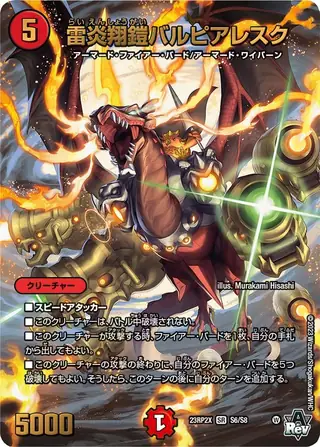 5
らいえんしょうがい
雷炎翔鎧バルピアレスク
アーマード・ファイアー・バード/アーマード・ワイバーン
illus. Murakami Hisashi
クリーチャー
■スピードアタッカー
■このクリーチャーは、バトル中破壊されない。
■このクリーチャーが攻撃する時、ファイアー・バードを1枚、自分の手札
から出してもよい。
■このクリーチャーの攻撃の終わりに、自分のファイアー・バードを5つ
破壊してもよい。そうしたら、このターンの後に自分のターンを追加する。
5000
1
23RP2X SR S6/S8
W
Rev
©2023 Wizards/Shogakukan/WHC